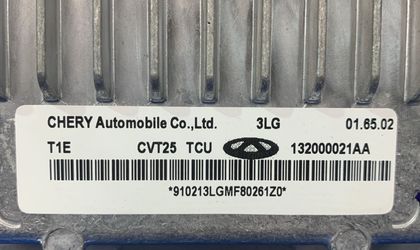 CHERY Automobile Co.,Ltd. 3LG 01.65.02
T1E CVT25 TCU 132000021AA
*910213LGMF80261Z0*